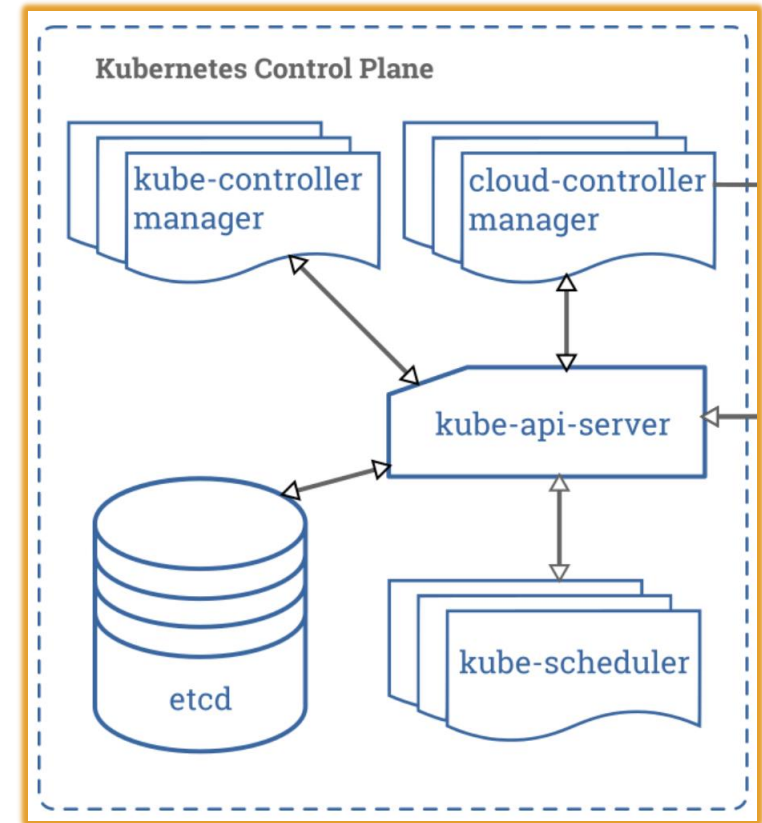 Kubernetes Control Plane
kube-controller
manager
cloud-controller
manager
kube-api-server
kube-scheduler
etcd